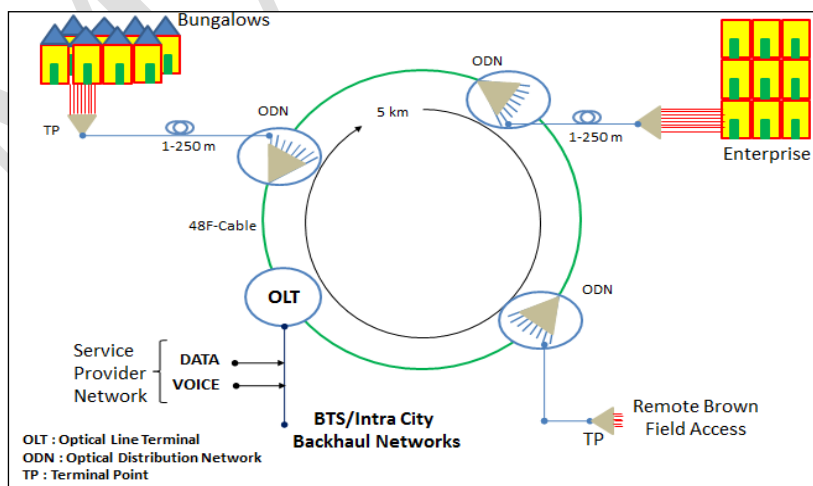 Bungalows
ODN
ODN
5 km
TP
1-250 m
1-250 m
Enterprise
48F-Cable
OLT
ODN
Service
Provider
Network
DATA
VOICE
BTS/Intra City
Backhaul Networks
Remote Brown
Field Access
TP
OLT : Optical Line Terminal
ODN : Optical Distribution Network
TP : Terminal Point